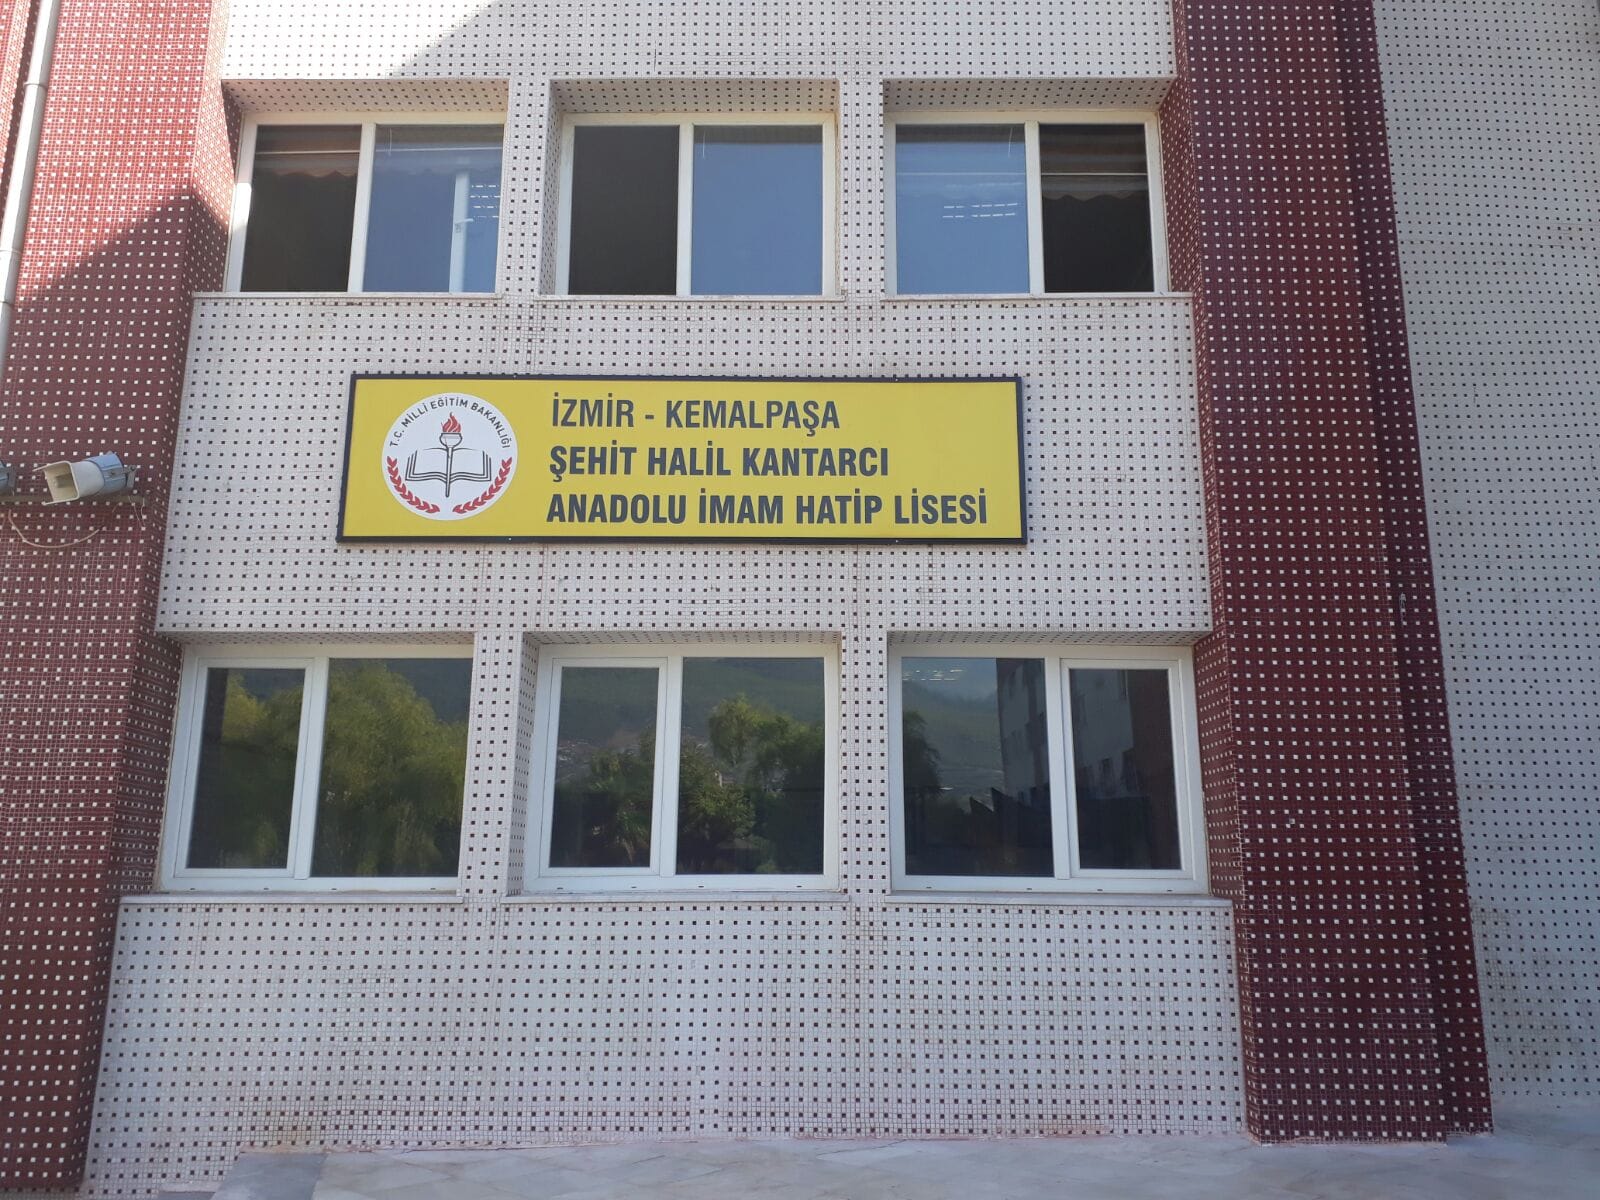 T.C. MİLLİ EĞİTİM BAKANLIĞI
İZMİR - KEMALPAŞA
ŞEHİT HALİL KANTARCI
ANADOLU İMAM HATİP LİSESİ